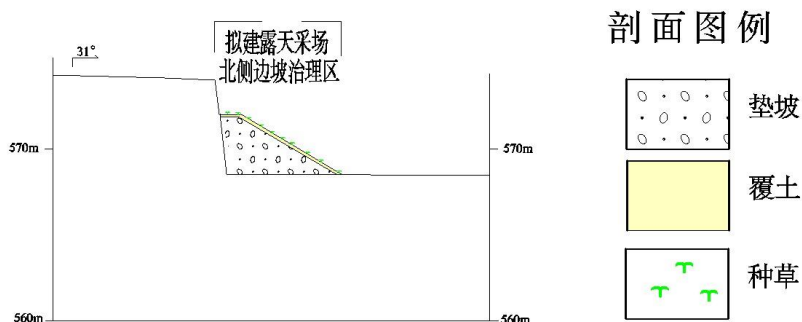 拟建露天采场
北侧边坡治理区
31°
570m
570m
560m
560m
剖面图例
垫坡
覆土
种草